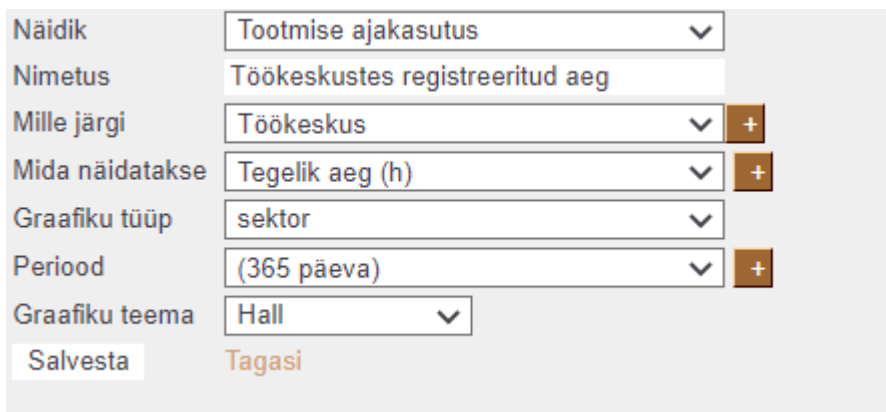 Näidik Tootmise ajakasutus
Nimetus Töökeskustes registreeritud aeg
Mille järgi Töökeskus +
Mida näidatakse Tegelik aeg (h) +
Graafiku tüüp sektor
Periood (365 päeva) +
Graafiku teema Hall
Salvesta Tagasi